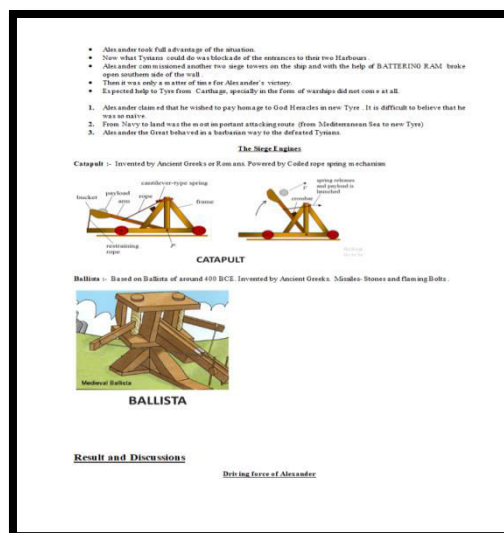 Alexander took full advantage of the situation.
Now what Tyrians could do was blockade of the entrances to their two Harbours.
Alexander commissioned anuther two siege towers on the ship and with the help of BATTERING RAM broke
open southern side of the wall.
Then it was only a matter of time for Alexander's victory.
Expected help to Tyre from Carthage, specially in the form of warships did not come at all.
1. Alexander claimed that he wished to pay homage to God Heracles in new Tyre. It is difficult to believe that he
was so naive.
2. From Navy to land was the most important attacking route (from Mediterranean Sea to new Tyre)
3. Alexander the Great behaved in a barbarian way to the defeated Tyrians.
The Siege Engines
Catapult :- Invented by Ancient Greeks or Romans. Powered by Coiled rope spring mechanism
cantilever-type spring
bucket
payload
arm
rope
frame
restraining
rope
P
spring releases
and payload is
launched
crossbar
CATAPULT
Ballista :- Based on Ballista of around 400 BCE. Invented by Ancient Greeks. Missiles- Stones and flaming Bolts.
Medieval Ballista
BALLISTA
Result and Discussions
Driving force of Alexander